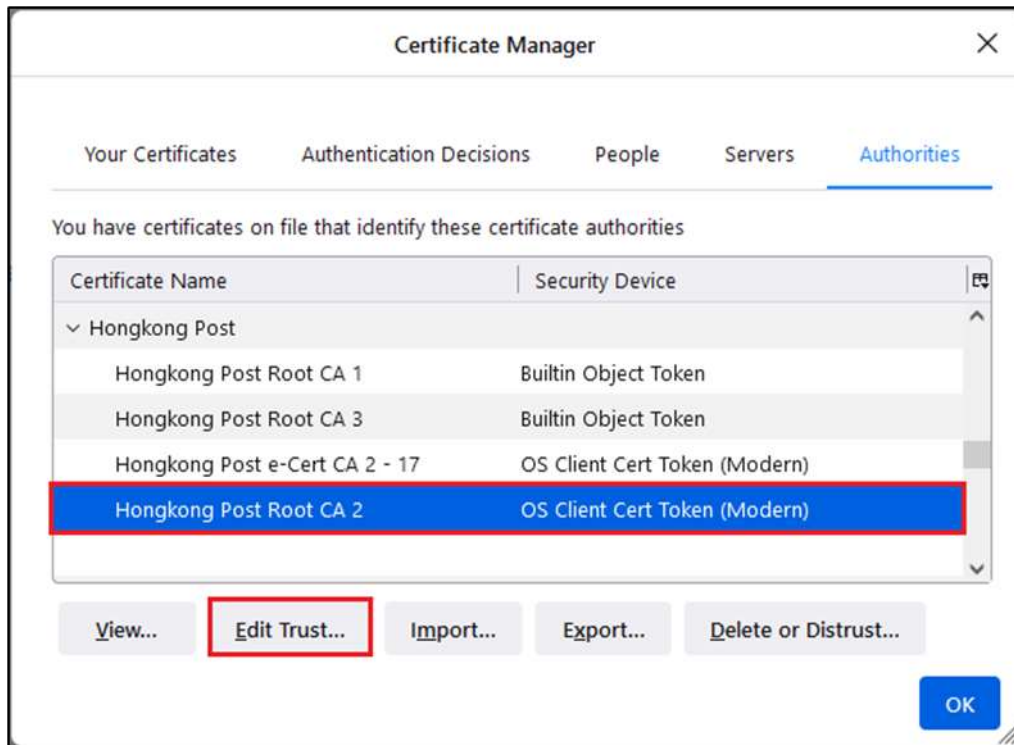 Certificate Manager
Your Certificates Authentication Decisions People Servers Authorities
You have certificates on file that identify these certificate authorities
Certificate Name Security Device
Hongkong Post
Hongkong Post Root CA 1 Builtin Object Token
Hongkong Post Root CA 3 Builtin Object Token
Hongkong Post e-Cert CA 2 - 17 OS Client Cert Token (Modern)
Hongkong Post Root CA 2 OS Client Cert Token (Modern)
View... Edit Trust... Import... Export... Delete or Distrust...
OK